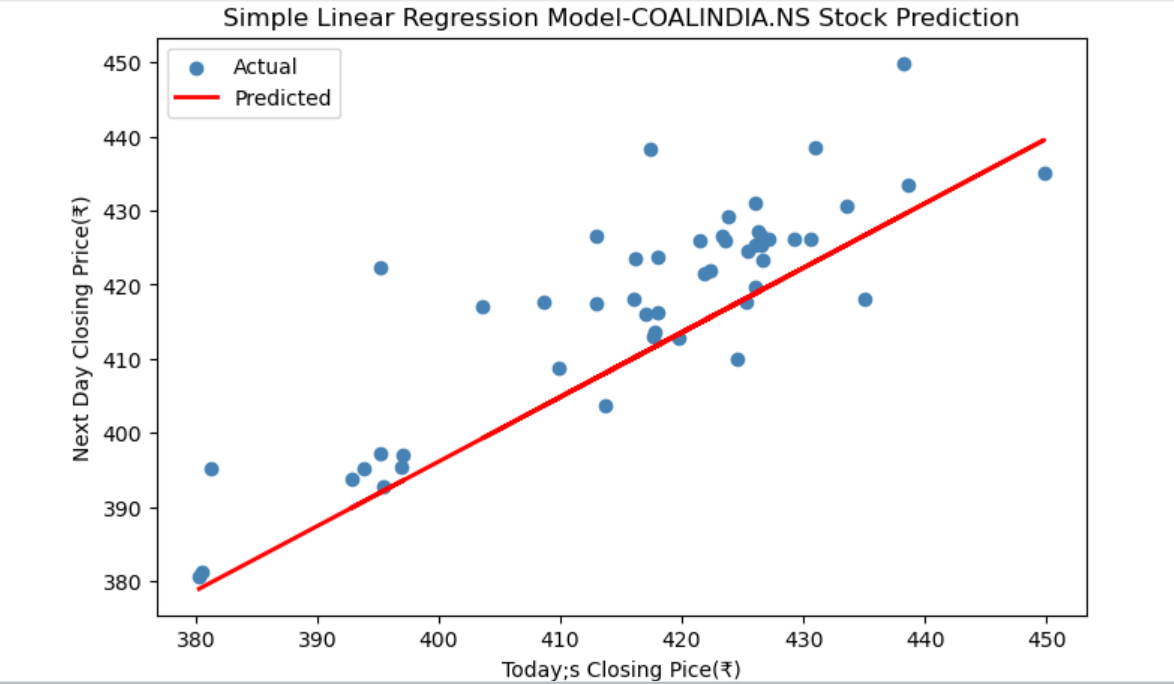 Simple Linear Regression Model-COALINDIA.NS Stock Prediction
Actual
Predicted
Next Day Closing Price(₹)
450
440
430
420
410
400
390
380
380 390 400 410 420 430 440 450
Today;s Closing Pice(₹)